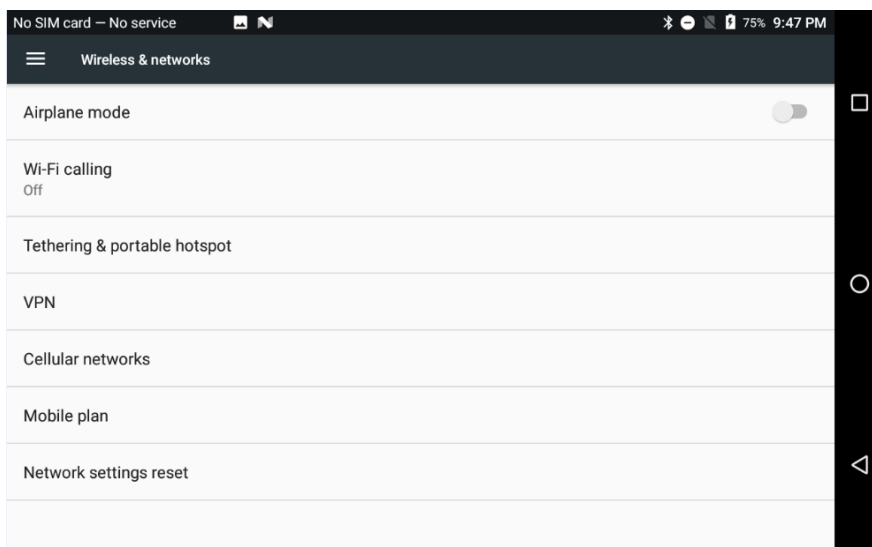 No SIM card — No service
75% 9:47 PM
Wireless & networks
Airplane mode
Wi-Fi calling
Off
Tethering & portable hotspot
VPN
Cellular networks
Mobile plan
Network settings reset